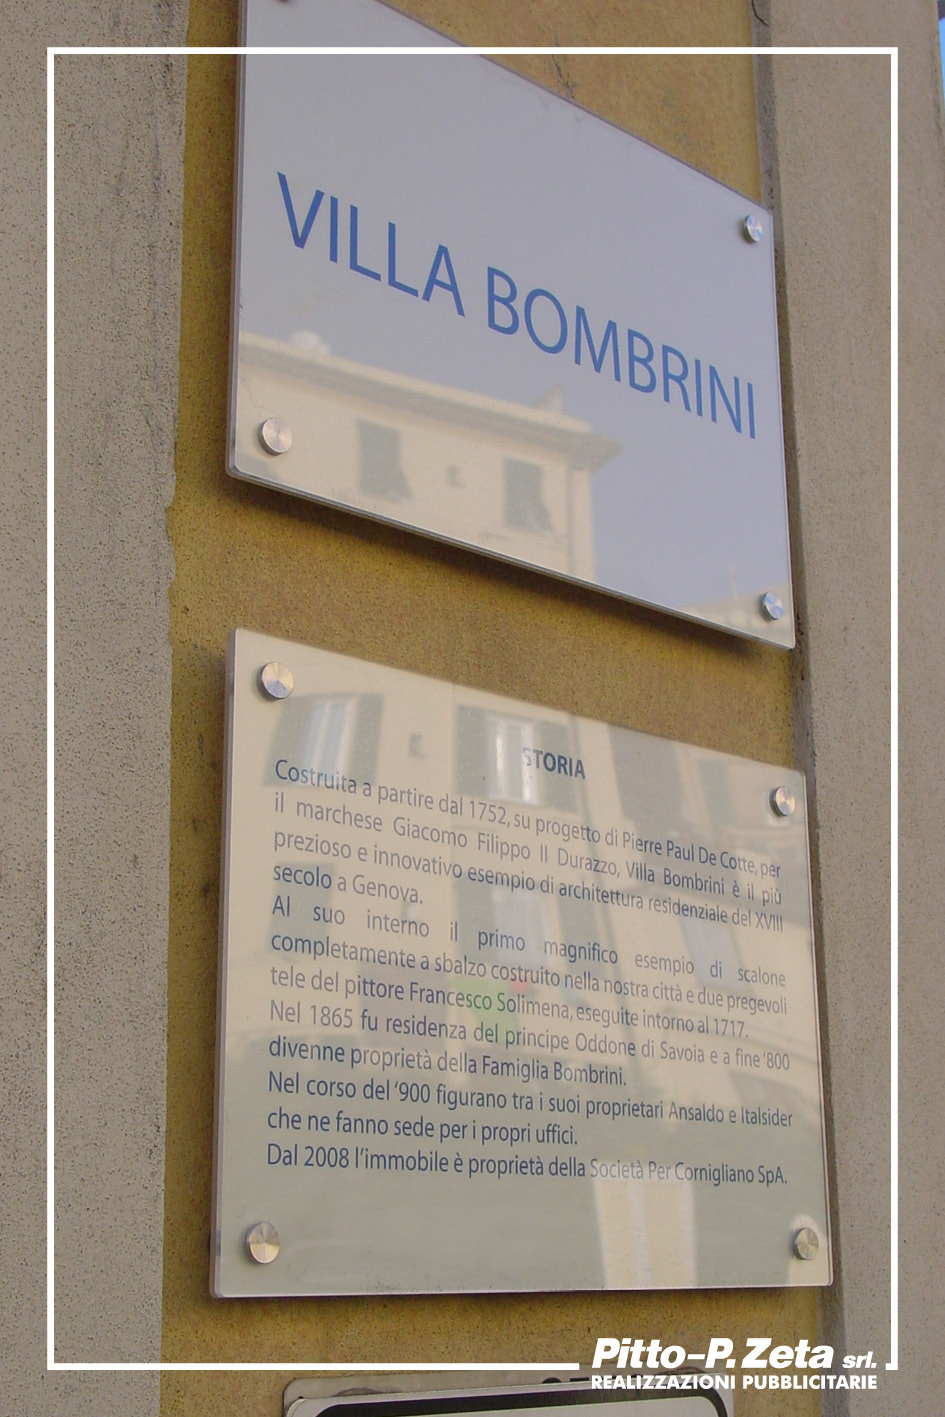 VILLA BOMBRINI
STORIA
Costruita a partire dal 1752, su progetto di Pierre Paul De Cotte, per
il marchese Giacomo Filippo II Durazzo, Villa Bombrini è il più
prezioso e innovativo esempio di architettura residenziale del XVIII
secolo a Genova.
Al suo interno il primo magnifico esempio di scalone
completamente a sbalzo costruito nella nostra città e due pregevoli
tele del pittore Francesco Solimena, eseguite intorno al 1717.
Nel 1865 fu residenza del principe Oddone di Savoia e a fine '800
divenne proprietà della Famiglia Bombrini.
Nel corso del '900 figurano tra i suoi proprietari Ansaldo e Italsider
che ne fanno sede per i propri uffici.
Dal 2008 l'immobile è proprietà della Società Per Cornigliano SpA.
Pitto-P. Zeta srl.
REALIZZAZIONI PUBBLICITARIE